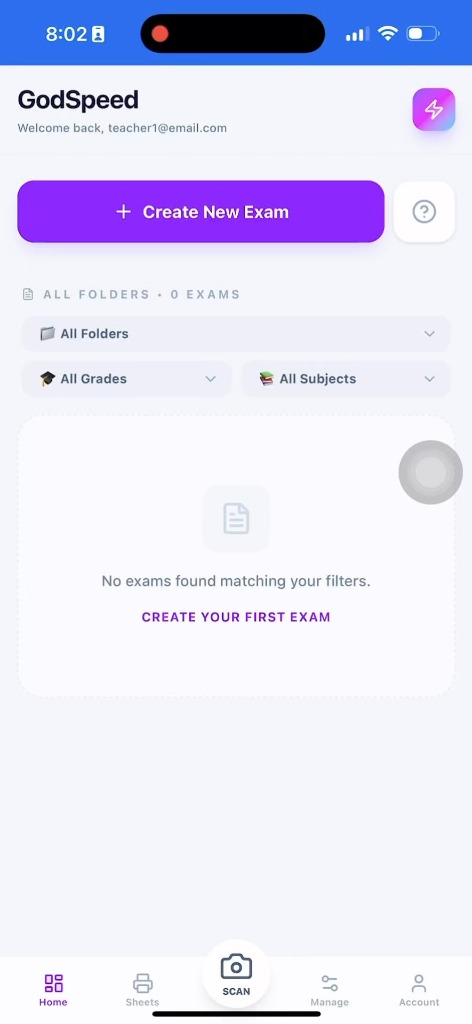 8:02
GodSpeed
Welcome back, teacher1@email.com
+ Create New Exam
ALL FOLDERS • 0 EXAMS
All Folders
All Grades
All Subjects
No exams found matching your filters.
CREATE YOUR FIRST EXAM
Home
Sheets
SCAN
Manage
Account